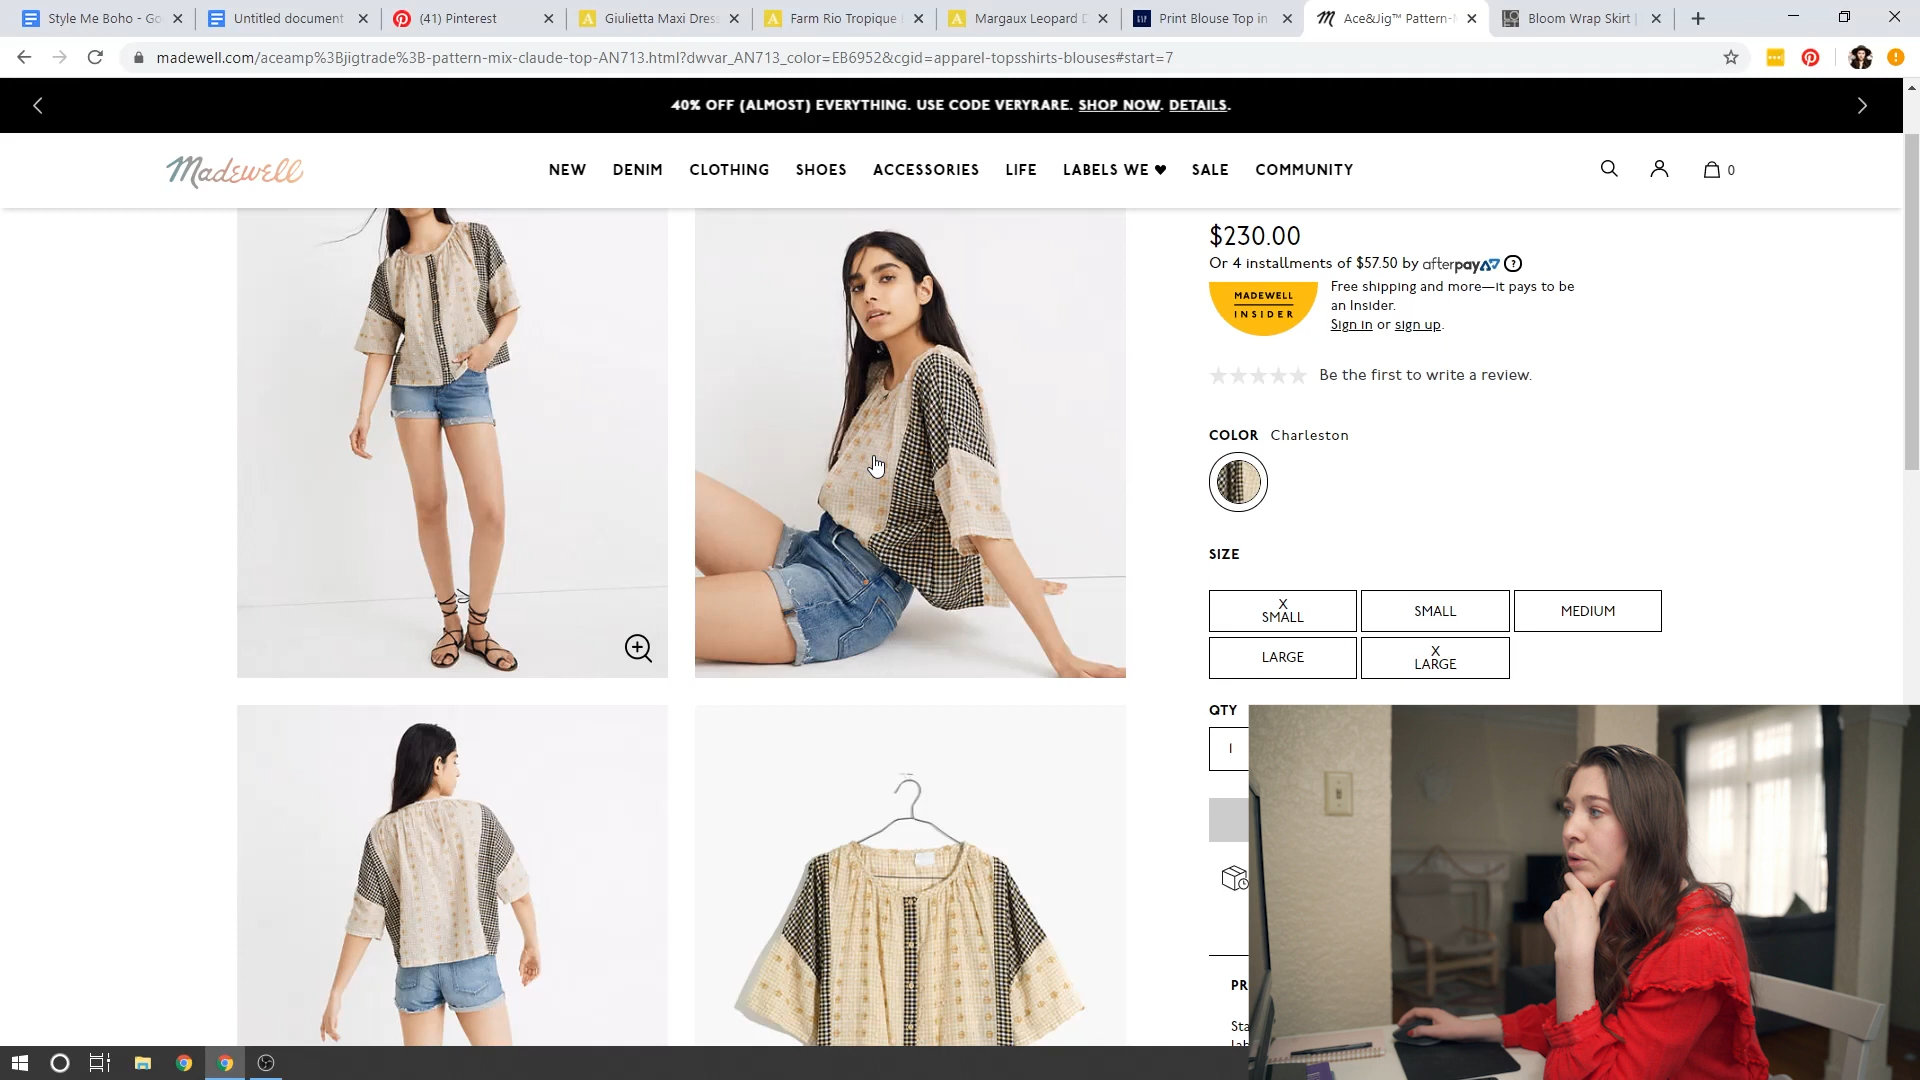 Style Me Boho - Go
Untitled document
(41) Pinterest
Giulietta Maxi Dress
Farm Rio Tropique
Margaux Leopard D
GAP
Print Blouse Top in
Ace&Jig™ Pattern-
Bloom Wrap Skirt |
madewell.com/aceamp%3Bjigtrade%3B-pattern-mix-claude-top-AN713.html?dwvar_AN713_color=EB6952&cgid=apparel-topsshirts-blouses#start=7
40% OFF (ALMOST) EVERYTHING. USE CODE VERYRARE. SHOP NOW. DETAILS.
Madewell
NEW DENIM CLOTHING SHOES ACCESSORIES LIFE LABELS WE ♥ SALE COMMUNITY
0
$230.00
Or 4 installments of $57.50 by afterpay ?
MADEWELL
INSIDER
Free shipping and more—it pays to be
an Insider.
Sign in or sign up.
Be the first to write a review.
COLOR Charleston
SIZE
X
SMALL
SMALL
MEDIUM
LARGE
X
LARGE
QTY
1
PR
Sta